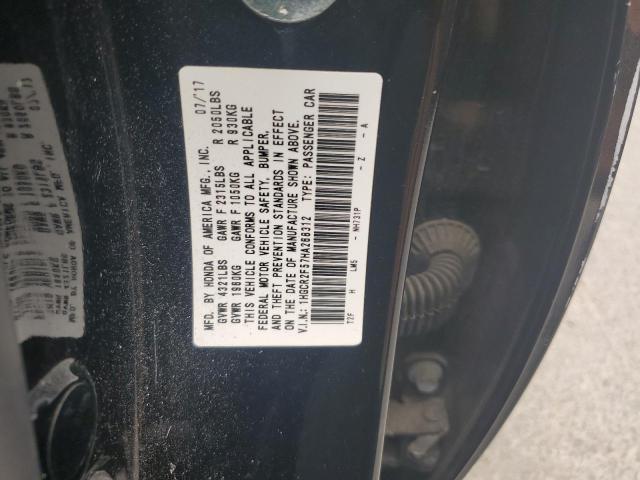 MFD. BY HONDA OF AMERICA MFG., INC. 07/'17
GVWR 4321LBS GAWR F 2315LBS R 2050LBS
GVWR 1960KG GAWR F 1050KG R 930KG
THIS VEHICLE CONFORMS TO ALL APPLICABLE
FEDERAL MOTOR VEHICLE SAFETY, BUMPER,
AND THEFT PREVENTION STANDARDS IN EFFECT
ON THE DATE OF MANUFACTURE SHOWN ABOVE.
V.I.N.: 1HGCR2F57HA288312 TYPE: PASSENGER CAR
T2F H LM5 - NH731P - Z - A